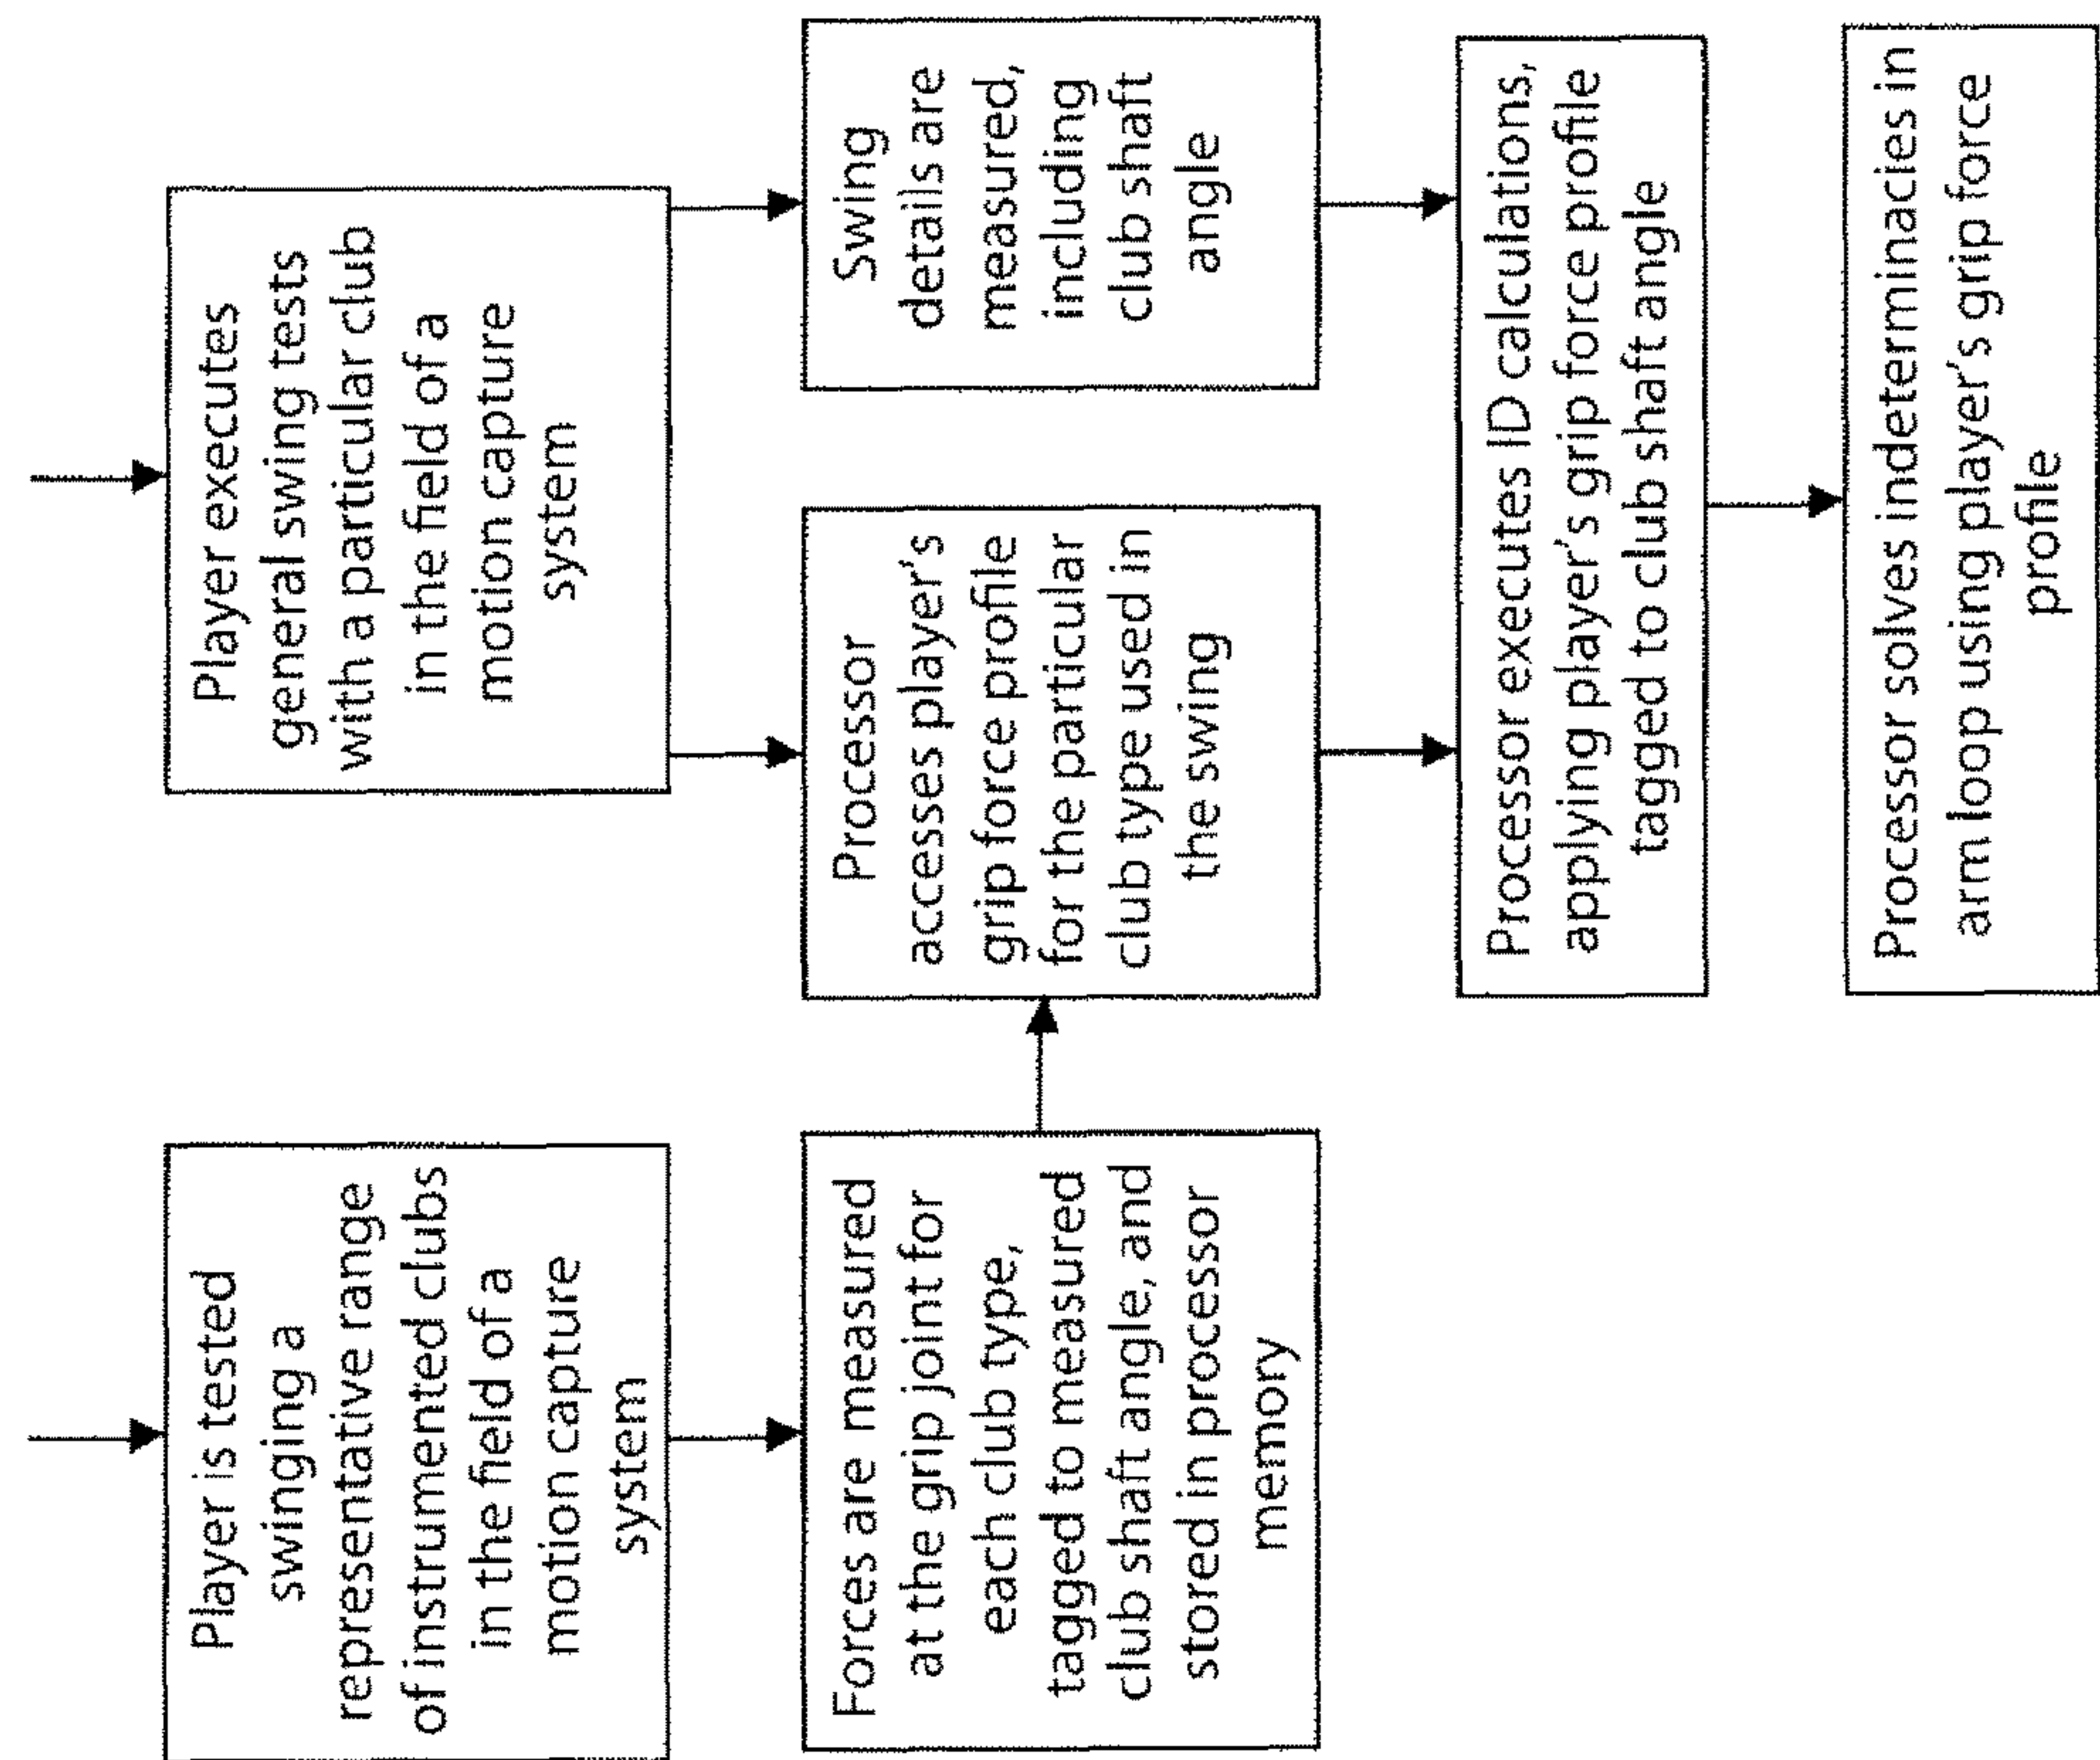 Player is tested
swinging a
representative range
of instrumented clubs
in the field of a
motion capture
system
Forces are measured
at the grip joint for
each club type,
tagged to measured
club shaft angle, and
stored in processor
memory
Player executes
general swing tests
with a particular club
in the field of a
motion capture
system
Processor
accesses player's
grip force profile
for the particular
club type used in
the swing
Swing
details are
measured,
including
club shaft
angle
Processor executes ID calculations,
applying player's grip force profile
tagged to club shaft angle
Processor solves indeterminacies in
arm loop using player's grip force
profile